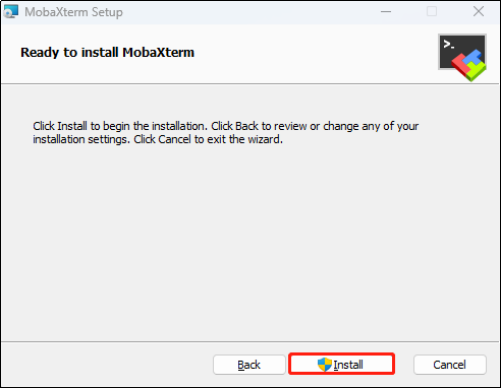 MobaXterm Setup
Ready to install MobaXterm
>.
Click Install to begin the installation. Click Back to review or change any of your
installation settings. Click Cancel to exit the wizard.
Back Install Cancel